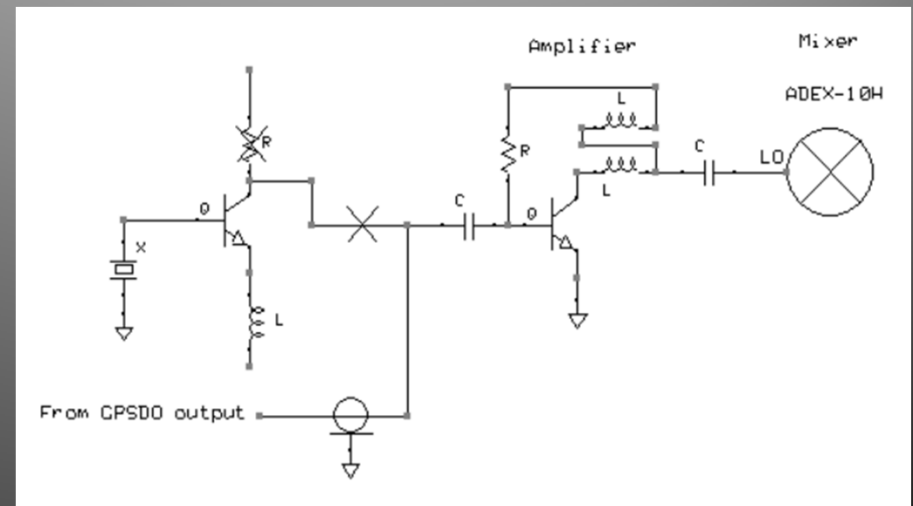 Amplifier
Mixer
ADEX-10H
R
Q
X
L
C
R
Q
L
L
C
LO
From GPSDO output